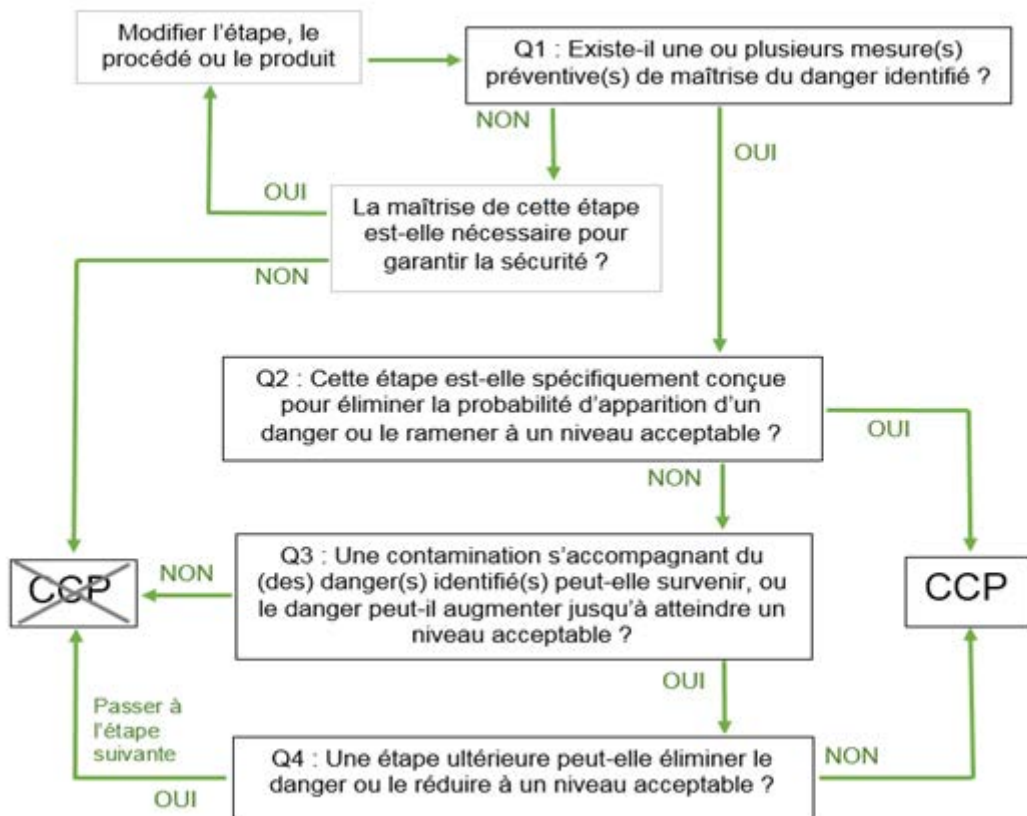 Modifier l'étape, le
procédé ou le produit
Q1 : Existe-il une ou plusieurs mesure(s)
préventive(s) de maîtrise du danger identifié ?
NON
OUI
OUI
La maîtrise de cette étape
est-elle nécessaire pour
garantir la sécurité ?
NON
Q2 : Cette étape est-elle spécifiquement conçue
pour éliminer la probabilité d'apparition d'un
danger ou le ramener à un niveau acceptable ?
OUI
NON
CCP
NON
Q3 : Une contamination s'accompagnant du
(des) danger(s) identifié(s) peut-elle survenir, ou
le danger peut-il augmenter jusqu'à atteindre un
niveau acceptable ?
CCP
OUI
Passer à
l'étape
suivante
Q4 : Une étape ultérieure peut-elle éliminer le
danger ou le réduire à un niveau acceptable ?
NON
OUI